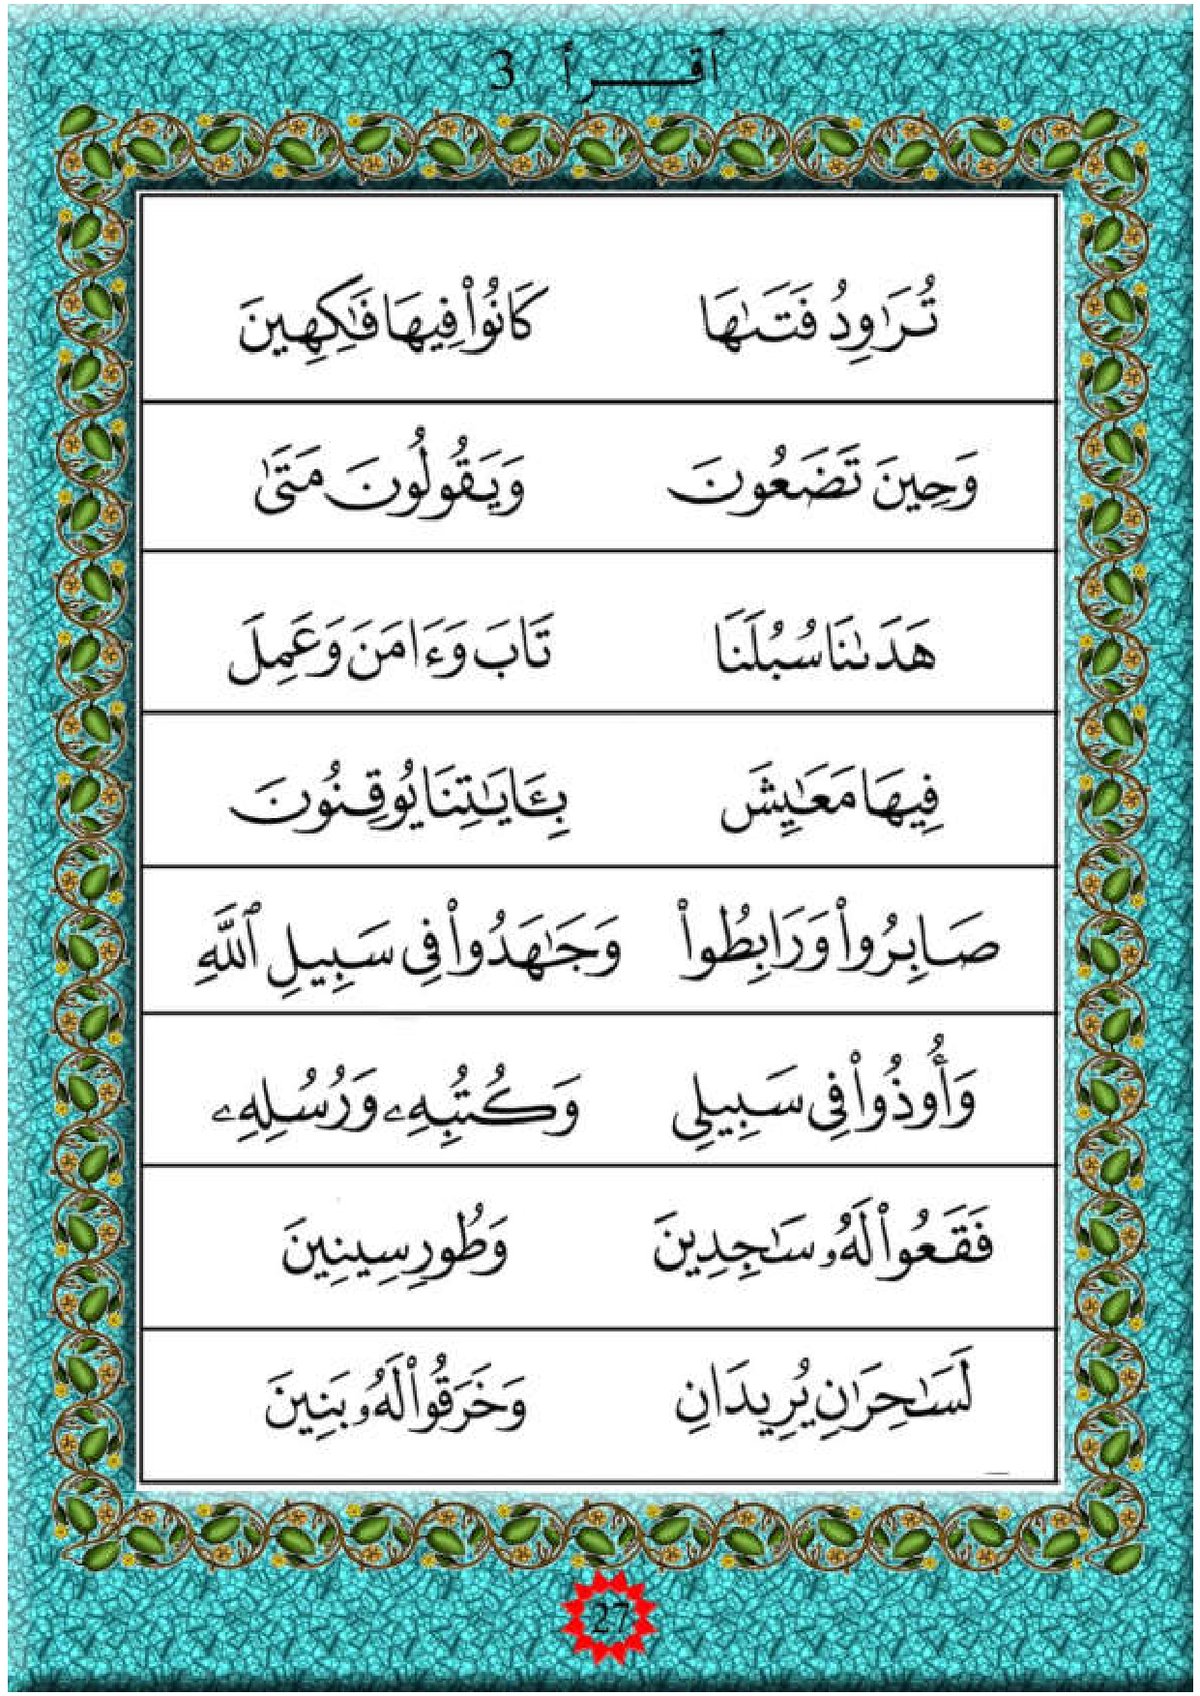 اقــــرأ 3
تُرَٰوِدُ فَتَىٰهَا كَانُوا۟ فِيهَا فَـٰكِهِينَ
وَحِينَ تَضَعُونَ وَيَقُولُونَ مَتَىٰ
هَدَىٰنَا سُبُلَنَا تَابَ وَءَامَنَ وَعَمِلَ
فِيهَا مَعَـٰيِشَ بِـَٔايَـٰتِنَا يُوقِنُونَ
صَابِرُوا۟ وَرَابِطُوا۟ وَجَـٰهَدُوا۟ فِى سَبِيلِ ٱللَّهِ
وَأُوذُوا۟ فِى سَبِيلِى وَكُتُبِهِۦ وَرُسُلِهِۦ
فَقَعُوا۟ لَهُۥ سَـٰجِدِينَ وَطُورِ سِينِينَ
لَسَـٰحِرَٰنِ يُرِيدَانِ وَخَرَقُوا۟ لَهُۥ بَنِينَ
27